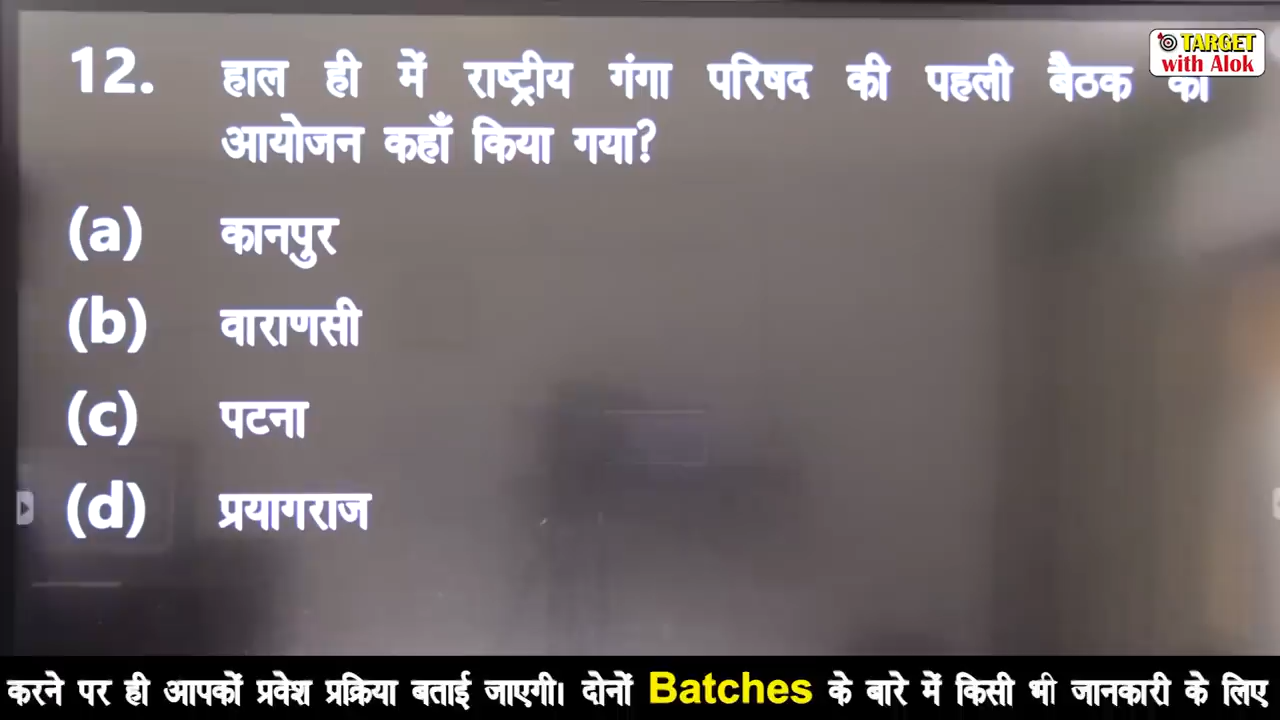 TARGET
with Alok
12. हाल ही में राष्ट्रीय गंगा परिषद की पहली बैठक का
आयोजन कहाँ किया गया?
(a) कानपुर
(b) वाराणसी
(c) पटना
(d) प्रयागराज
करने पर ही आपकों प्रवेश प्रक्रिया बताई जाएगी। दोनों Batches के बारे में किसी भी जानकारी के लिए